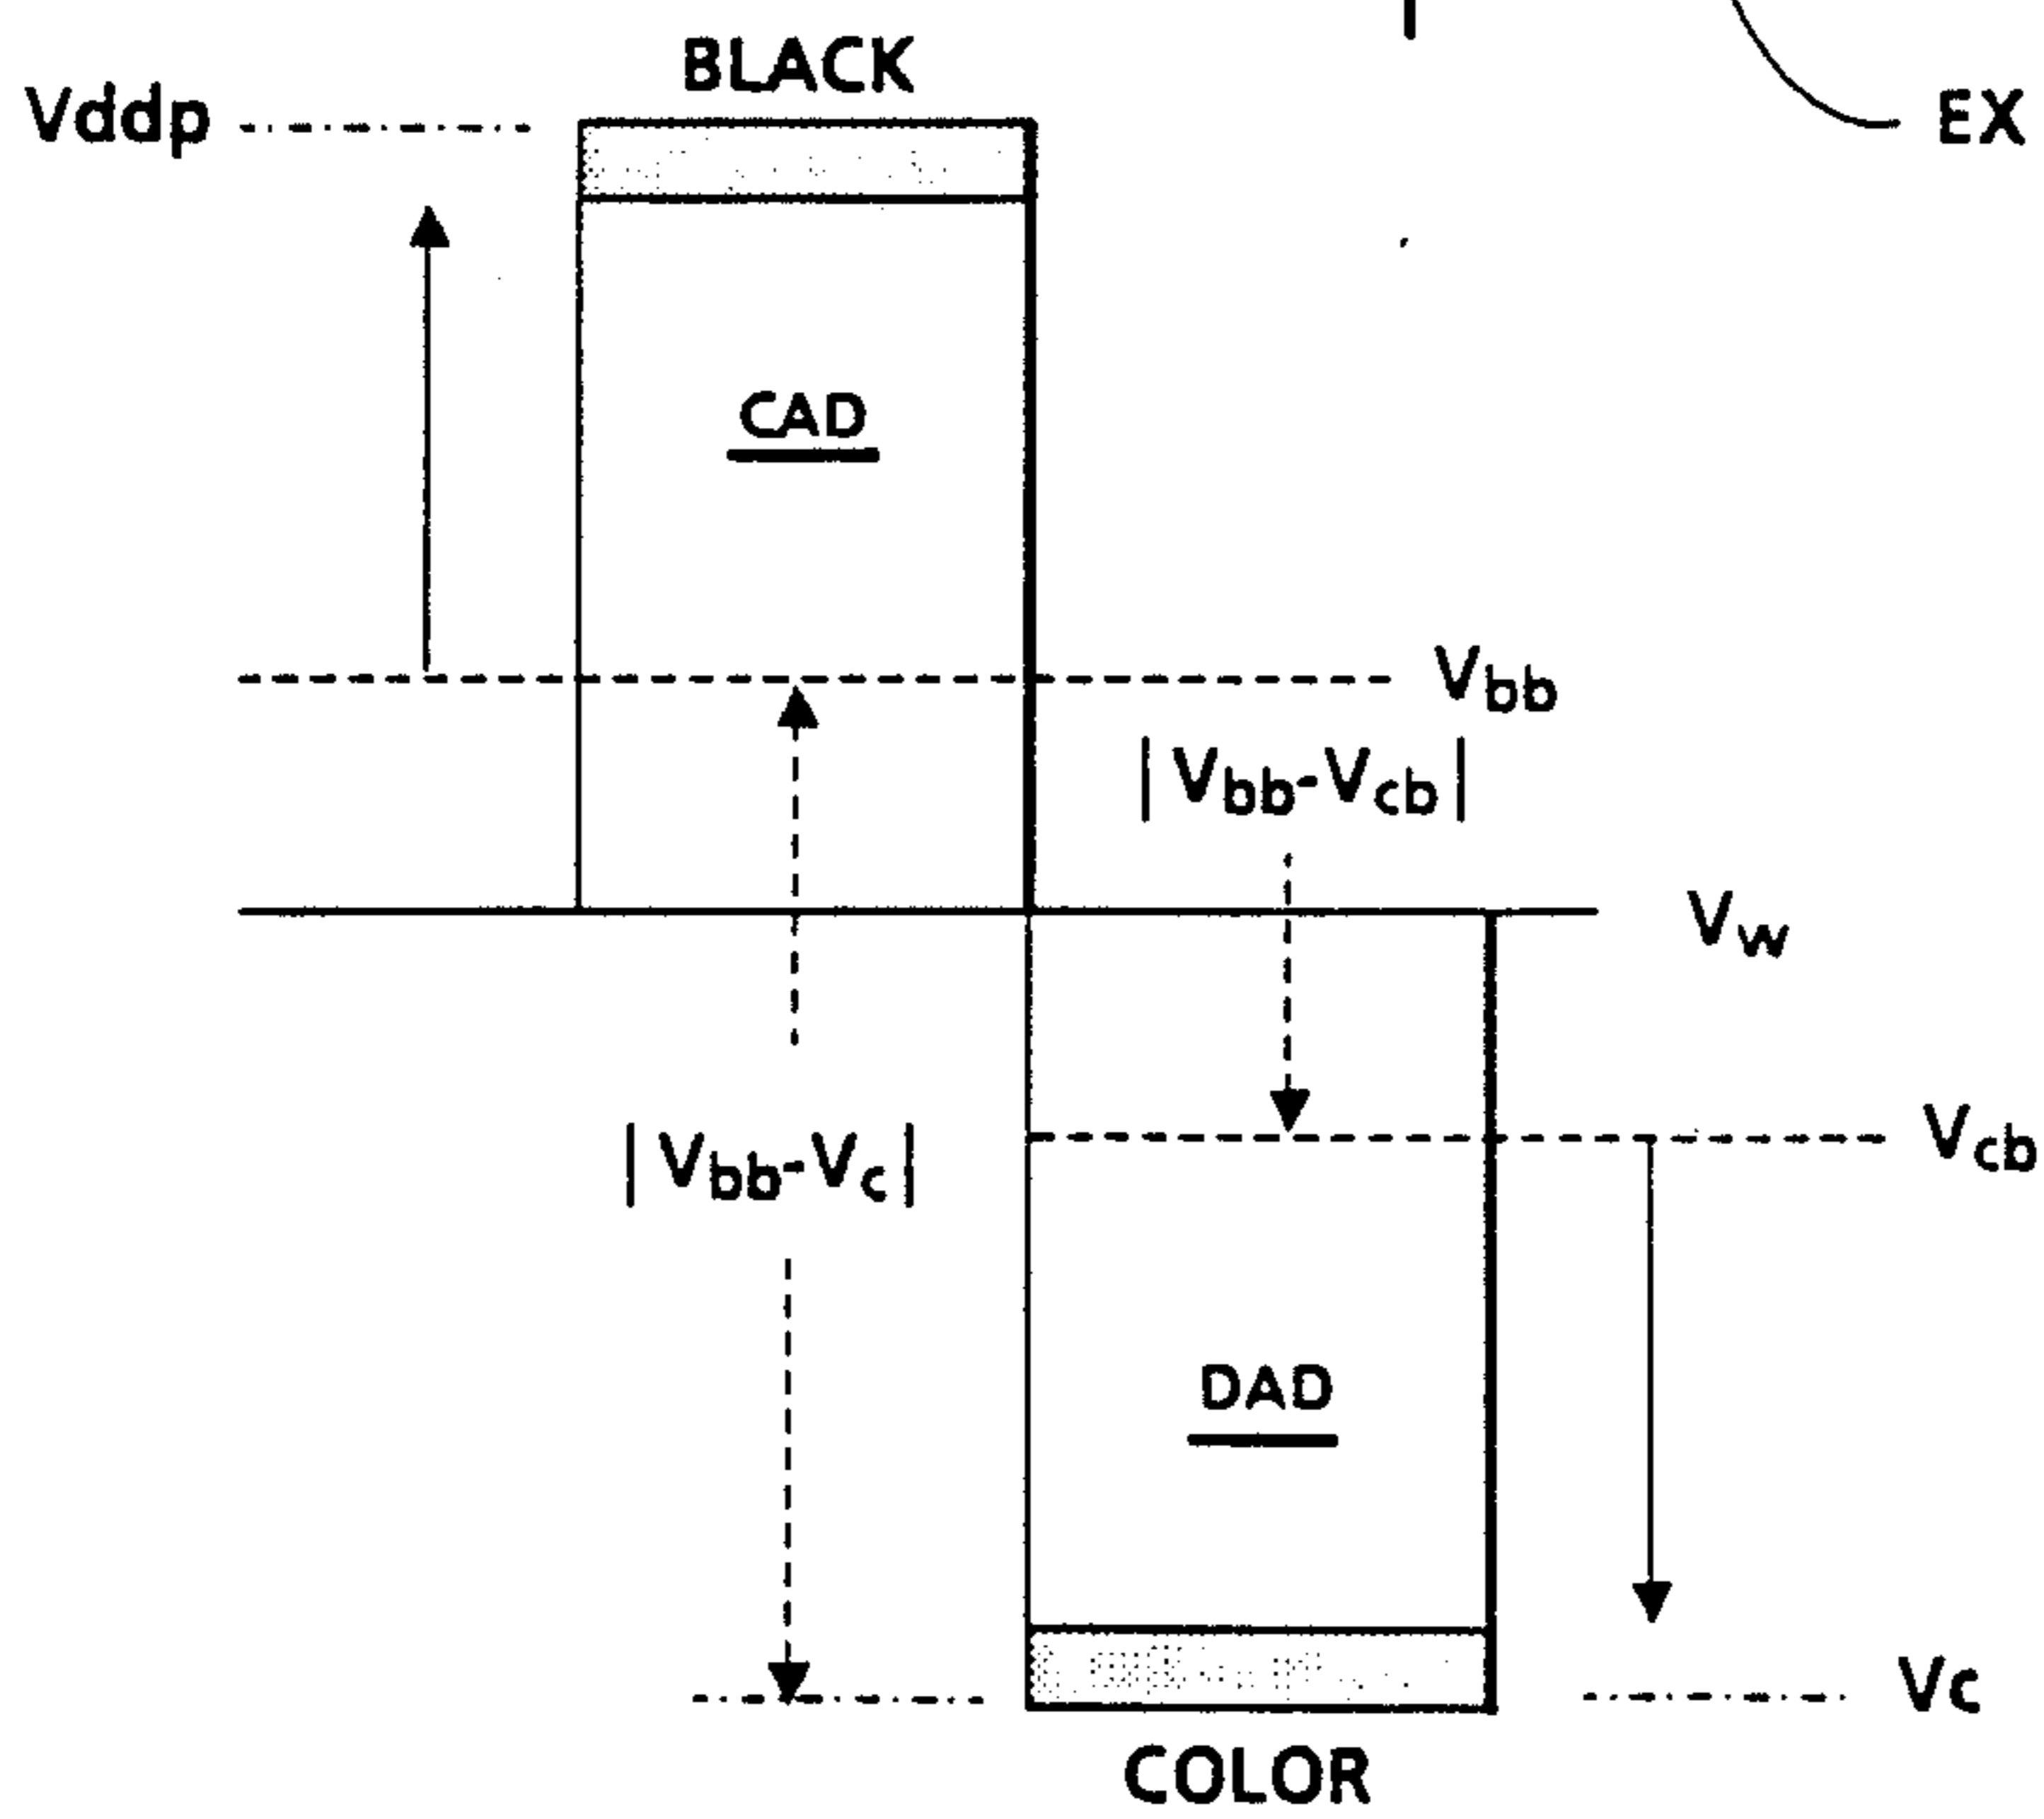 BLACK
Vddp
EX
CAD
Vbb
|Vbb-Vcb|
Vw
Vcb
|Vbb-Vc|
DAD
Vc
COLOR